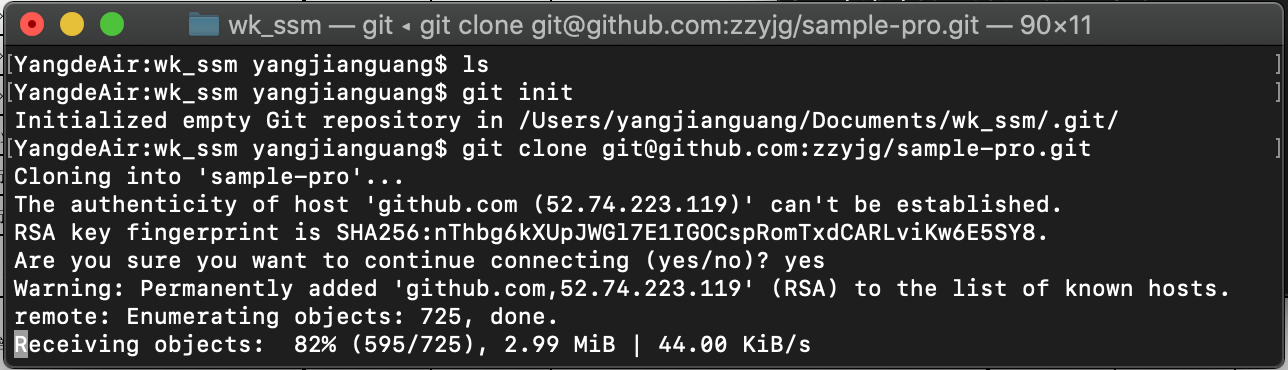 wk_ssm — git ◂ git clone git@github.com:zzyjg/sample-pro.git — 90×11
[YangdeAir:wk_ssm yangjianguang$ ls ]
[YangdeAir:wk_ssm yangjianguang$ git init ]
Initialized empty Git repository in /Users/yangjianguang/Documents/wk_ssm/.git/
[YangdeAir:wk_ssm yangjianguang$ git clone git@github.com:zzyjg/sample-pro.git ]
Cloning into 'sample-pro'...
The authenticity of host 'github.com (52.74.223.119)' can't be established.
RSA key fingerprint is SHA256:nThbg6kXUpJWGl7E1IGOCspRomTxdCARLviKw6E5SY8.
Are you sure you want to continue connecting (yes/no)? yes
Warning: Permanently added 'github.com,52.74.223.119' (RSA) to the list of known hosts.
remote: Enumerating objects: 725, done.
Receiving objects:  82% (595/725), 2.99 MiB | 44.00 KiB/s